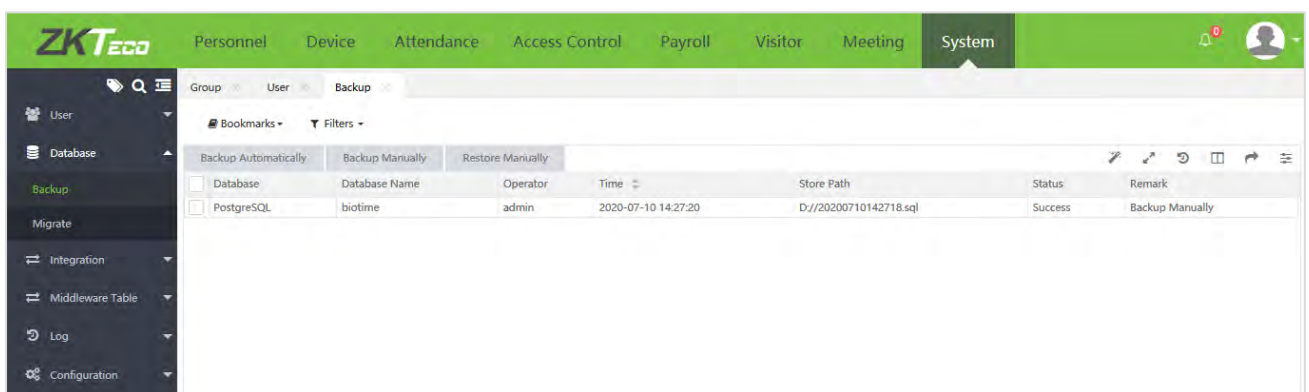 ZKTeco Personnel Device Attendance Access Control Payroll Visitor Meeting System 0
Group User Backup
User
Bookmarks Filters
Database
Backup Automatically Backup Manually Restore Manually
Backup
Database Database Name Operator Time Store Path Status Remark
PostgreSQL biotime admin 2020-07-10 14:27:20 D://20200710142718.sql Success Backup Manually
Migrate
Integration
Middleware Table
Log
Configuration